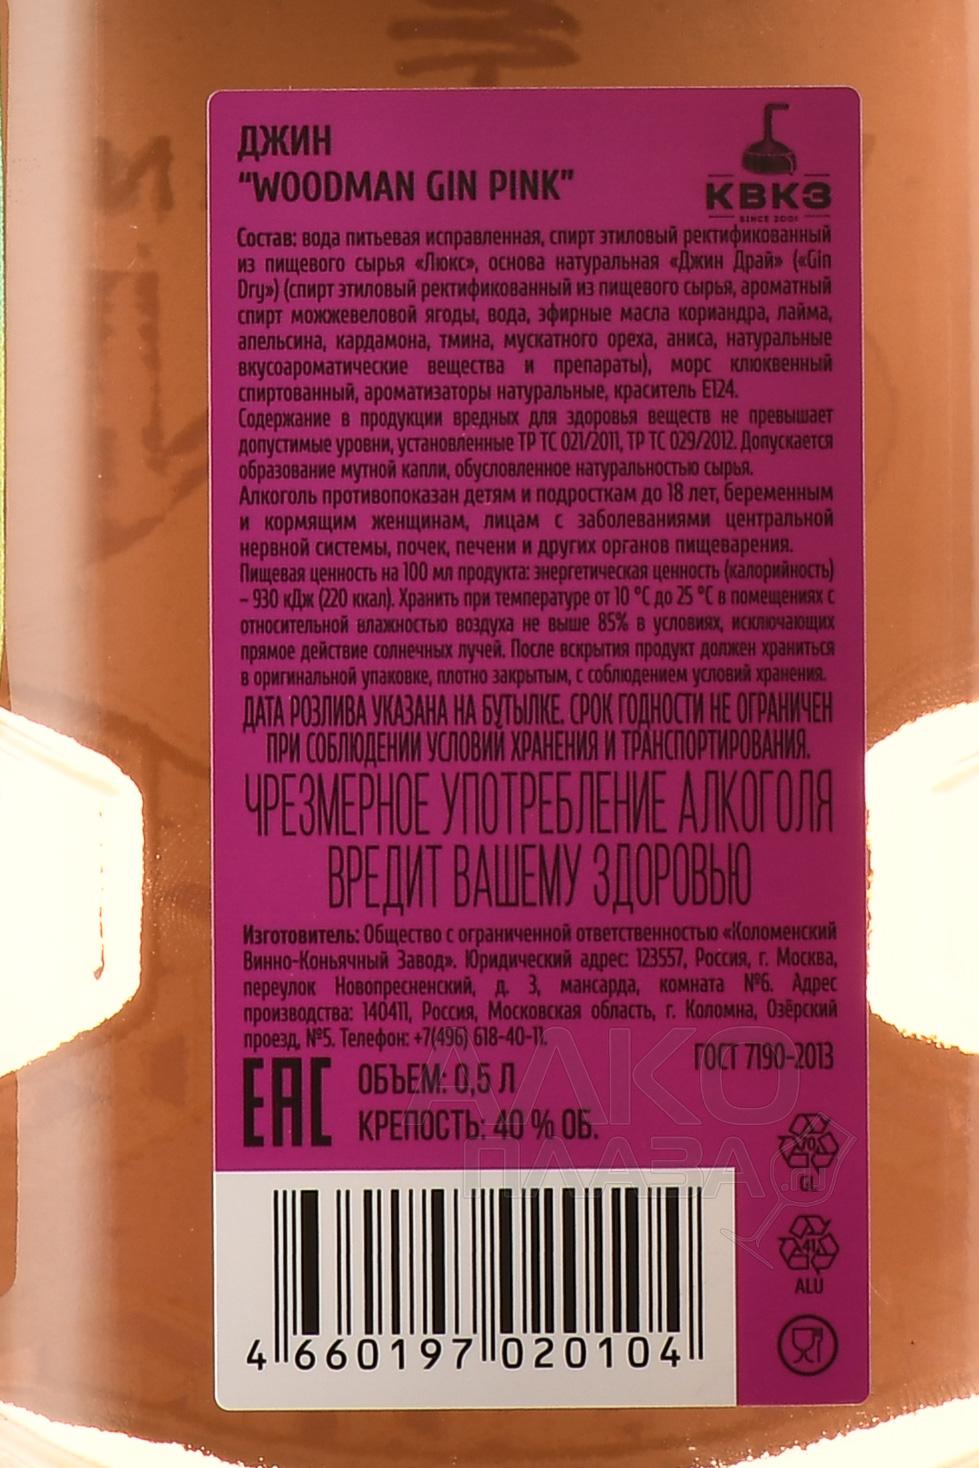 ДЖИН
“WOODMAN GIN PINK”
КВКЗ
SINCE 2001
Состав: вода питьевая исправленная, спирт этиловый ректификованный
из пищевого сырья «Люкс», основа натуральная «Джин Драй» («Gin
Dry») (спирт этиловый ректификованный из пищевого сырья, ароматный
спирт можжевеловой ягоды, вода, эфирные масла кориандра, лайма,
апельсина, кардамона, тмина, мускатного ореха, аниса, натуральные
вкусоароматические вещества и препараты), морс клюквенный
спиртованный, ароматизаторы натуральные, краситель Е124.
Содержание в продукции вредных для здоровья веществ не превышает
допустимые уровни, установленные ТР ТС 021/2011, ТР ТС 029/2012. Допускается
образование мутной капли, обусловленное натуральностью сырья.
Алкоголь противопоказан детям и подросткам до 18 лет, беременным
и кормящим женщинам, лицам с заболеваниями центральной
нервной системы, почек, печени и других органов пищеварения.
Пищевая ценность на 100 мл продукта: энергетическая ценность (калорийность)
– 930 кДж (220 ккал). Хранить при температуре от 10 °С до 25 °С в помещениях с
относительной влажностью воздуха не выше 85% в условиях, исключающих
прямое действие солнечных лучей. После вскрытия продукт должен храниться
в оригинальной упаковке, плотно закрытым, с соблюдением условий хранения.
ДАТА РОЗЛИВА УКАЗАНА НА БУТЫЛКЕ. СРОК ГОДНОСТИ НЕ ОГРАНИЧЕН
ПРИ СОБЛЮДЕНИИ УСЛОВИЙ ХРАНЕНИЯ И ТРАНСПОРТИРОВАНИЯ.
ЧРЕЗМЕРНОЕ УПОТРЕБЛЕНИЕ АЛКОГОЛЯ
ВРЕДИТ ВАШЕМУ ЗДОРОВЬЮ
Изготовитель: Общество с ограниченной ответственностью «Коломенский
Винно-Коньячный Завод». Юридический адрес: 123557, Россия, г. Москва,
переулок Новопресненский, д. 3, мансарда, комната №6. Адрес
производства: 140411, Россия, Московская область, г. Коломна, Озёрский
проезд, №5. Телефон: +7(496) 618-40-11.
ГОСТ 7190-2013
ЕАС
ОБЪЕМ: 0,5 Л
КРЕПОСТЬ: 40 % ОБ.
АЛКО
ПЛАЗА.ru
70
GL
41
ALU
4 660197 020104